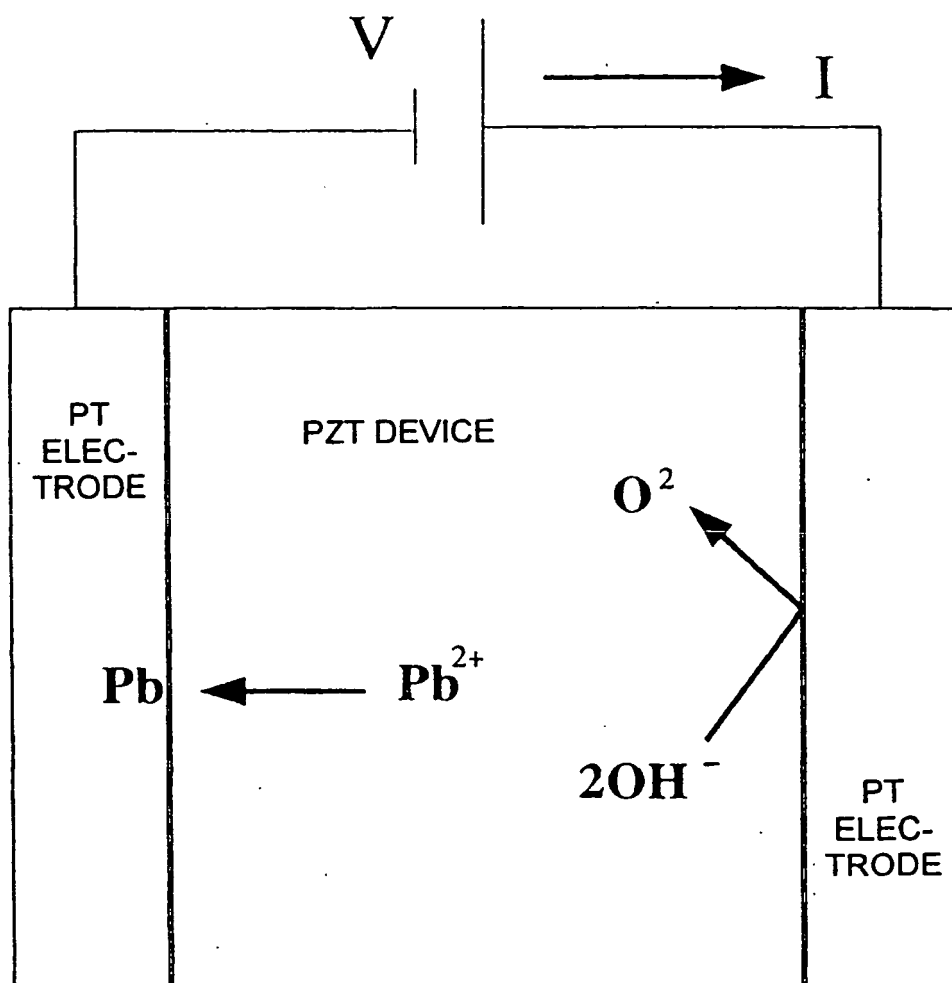 V
I
PT
ELEC-
TRODE
PZT DEVICE
O²
Pb
Pb²⁺
2OH⁻
PT
ELEC-
TRODE